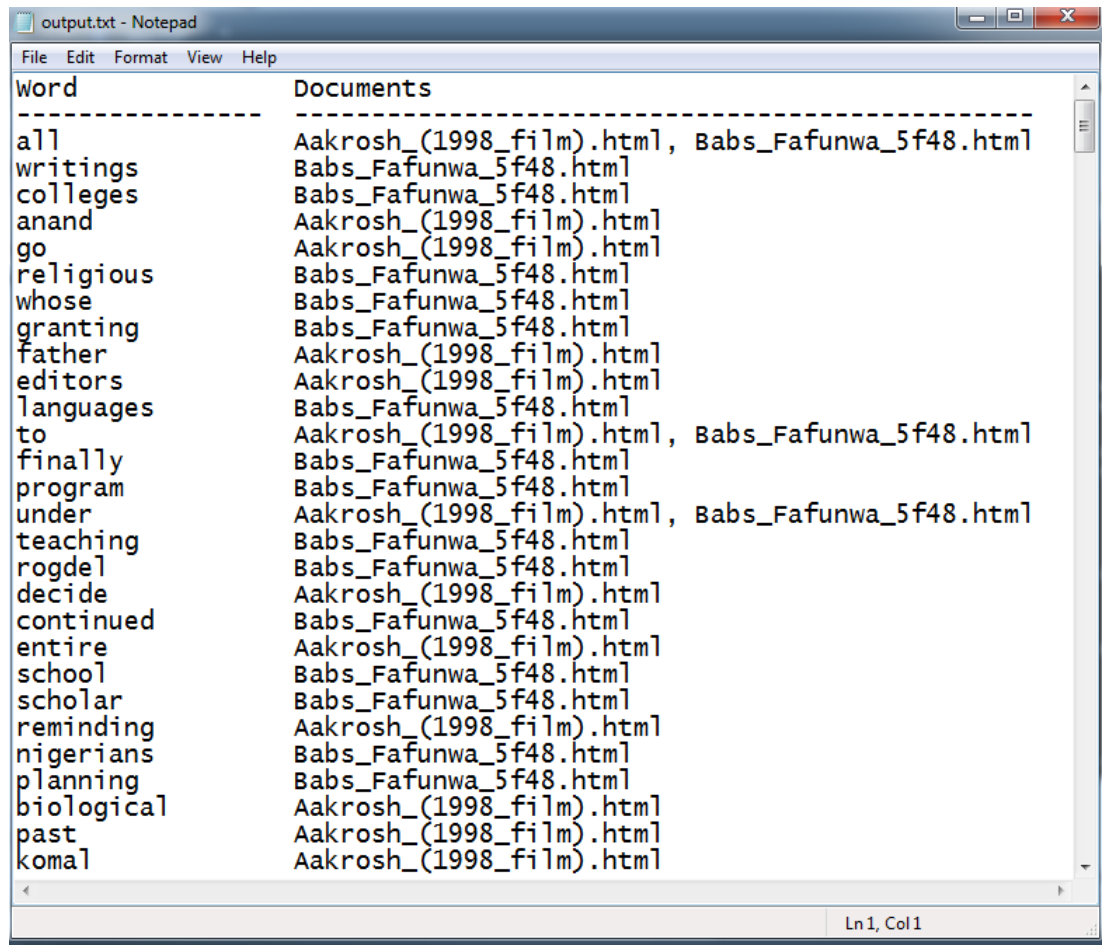 output.txt - Notepad
File Edit Format View Help
Word Documents
---------------- ------------------------------------------------
all Aakrosh_(1998_film).html, Babs_Fafunwa_5f48.html
writings Babs_Fafunwa_5f48.html
colleges Babs_Fafunwa_5f48.html
anand Aakrosh_(1998_film).html
go Aakrosh_(1998_film).html
religious Babs_Fafunwa_5f48.html
whose Babs_Fafunwa_5f48.html
granting Babs_Fafunwa_5f48.html
father Aakrosh_(1998_film).html
editors Aakrosh_(1998_film).html
languages Babs_Fafunwa_5f48.html
to Aakrosh_(1998_film).html, Babs_Fafunwa_5f48.html
finally Babs_Fafunwa_5f48.html
program Babs_Fafunwa_5f48.html
under Aakrosh_(1998_film).html, Babs_Fafunwa_5f48.html
teaching Babs_Fafunwa_5f48.html
rogdel Babs_Fafunwa_5f48.html
decide Aakrosh_(1998_film).html
continued Babs_Fafunwa_5f48.html
entire Aakrosh_(1998_film).html
school Babs_Fafunwa_5f48.html
scholar Babs_Fafunwa_5f48.html
reminding Aakrosh_(1998_film).html
nigerians Babs_Fafunwa_5f48.html
planning Babs_Fafunwa_5f48.html
biological Aakrosh_(1998_film).html
past Aakrosh_(1998_film).html
komal Aakrosh_(1998_film).html
Ln 1, Col 1